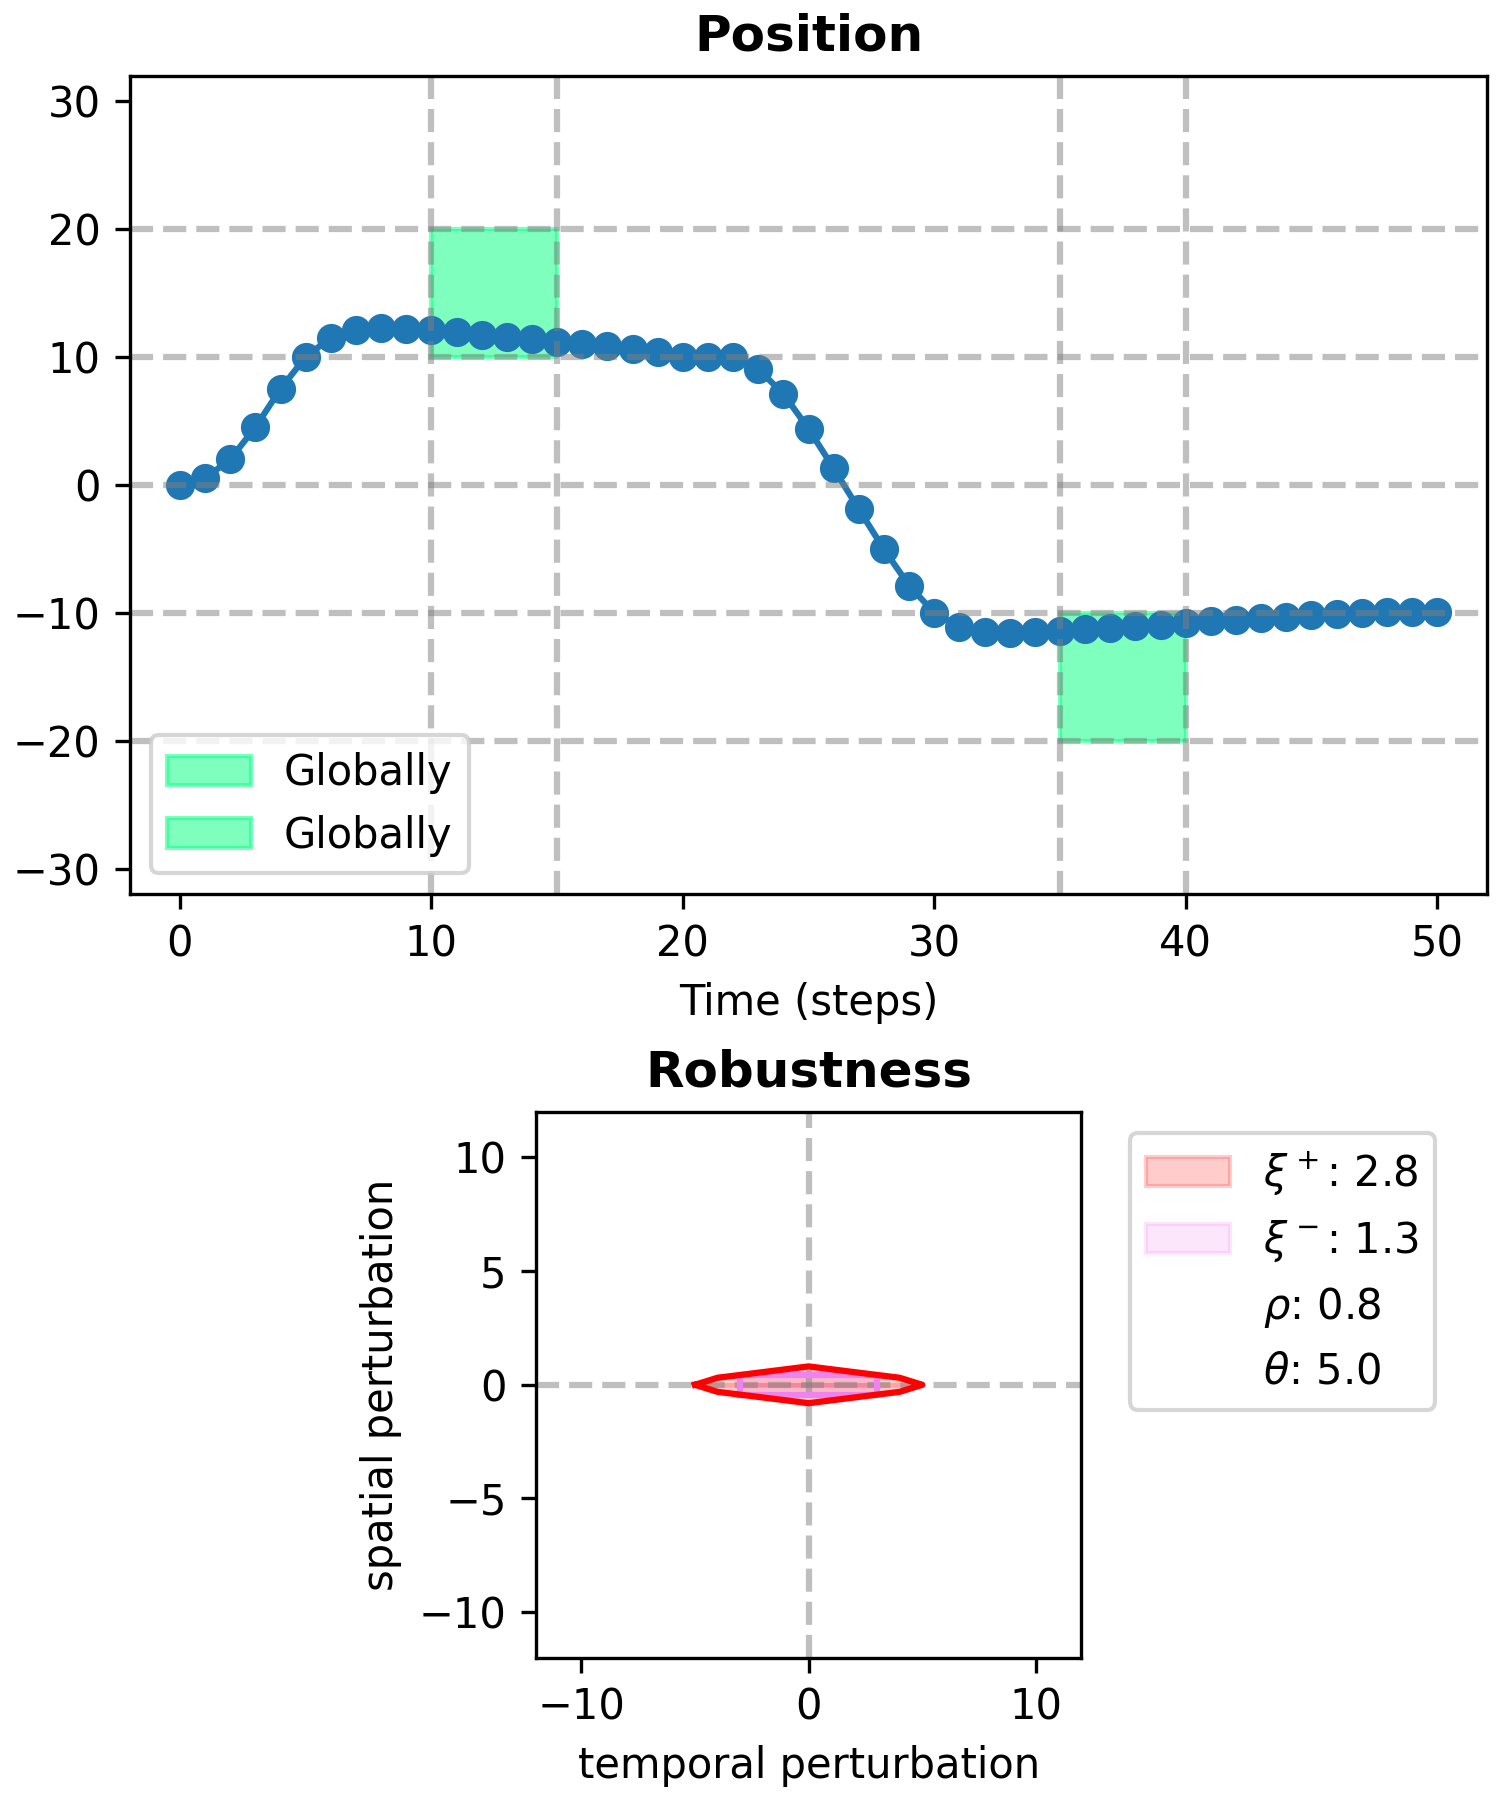 Position
30
20
10
0
−10
−20
−30
Globally
Globally
0 10 20 30 40 50
Time (steps)
Robustness
10
5
0
−5
−10
spatial perturbation
−10 0 10
temporal perturbation
ξ⁺: 2.8
ξ⁻: 1.3
ρ: 0.8
θ: 5.0